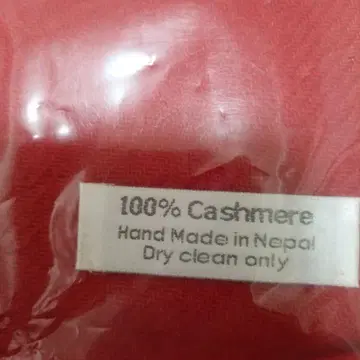 100% Cashmere
Hand Made in Nepal
Dry clean only